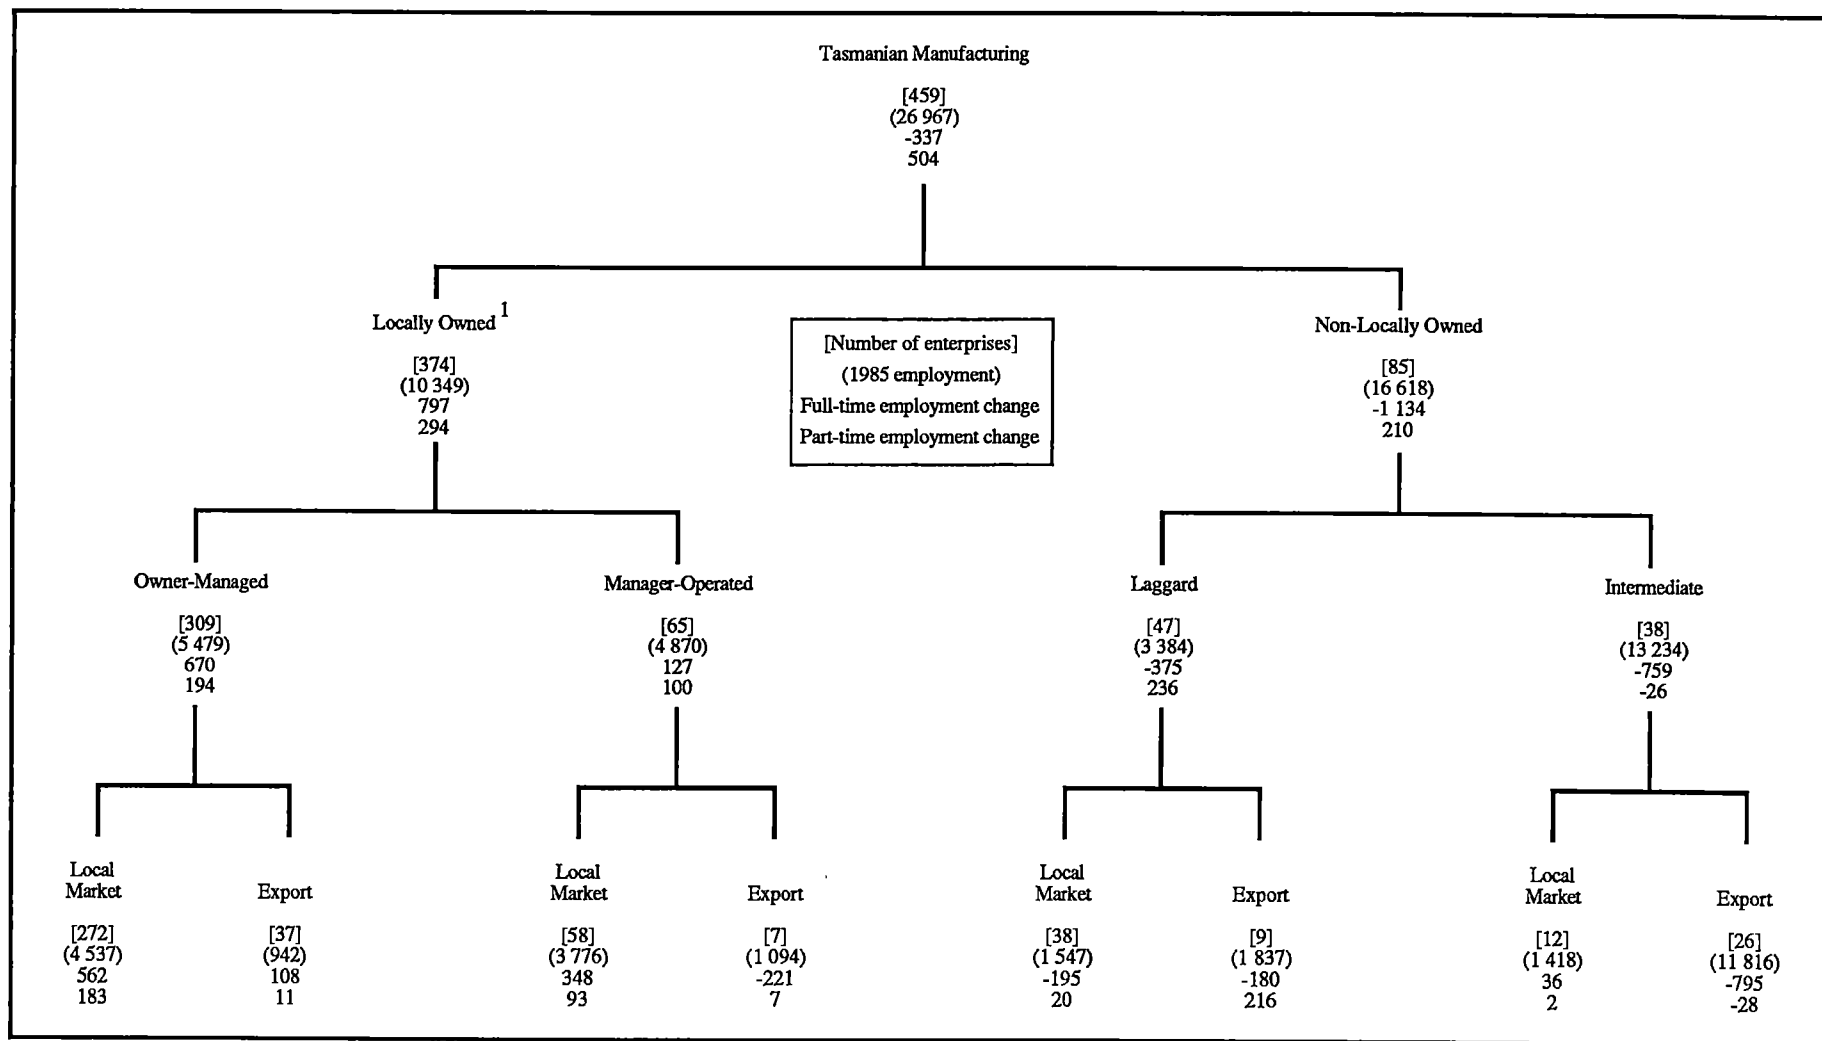 Tasmanian Manufacturing
[459]
(26 967)
-337
504
Locally Owned 1
[374]
(10 349)
797
294
[Number of enterprises]
(1985 employment)
Full-time employment change
Part-time employment change
Non-Locally Owned
[85]
(16 618)
-1 134
210
Owner-Managed
[309]
(5 479)
670
194
Manager-Operated
[65]
(4 870)
127
100
Laggard
[47]
(3 384)
-375
236
Intermediate
[38]
(13 234)
-759
-26
Local
Market
[272]
(4 537)
562
183
Export
[37]
(942)
108
11
Local
Market
[58]
(3 776)
348
93
Export
[7]
(1 094)
-221
7
Local
Market
[38]
(1 547)
-195
20
Export
[9]
(1 837)
-180
216
Local
Market
[12]
(1 418)
36
2
Export
[26]
(11 816)
-795
-28